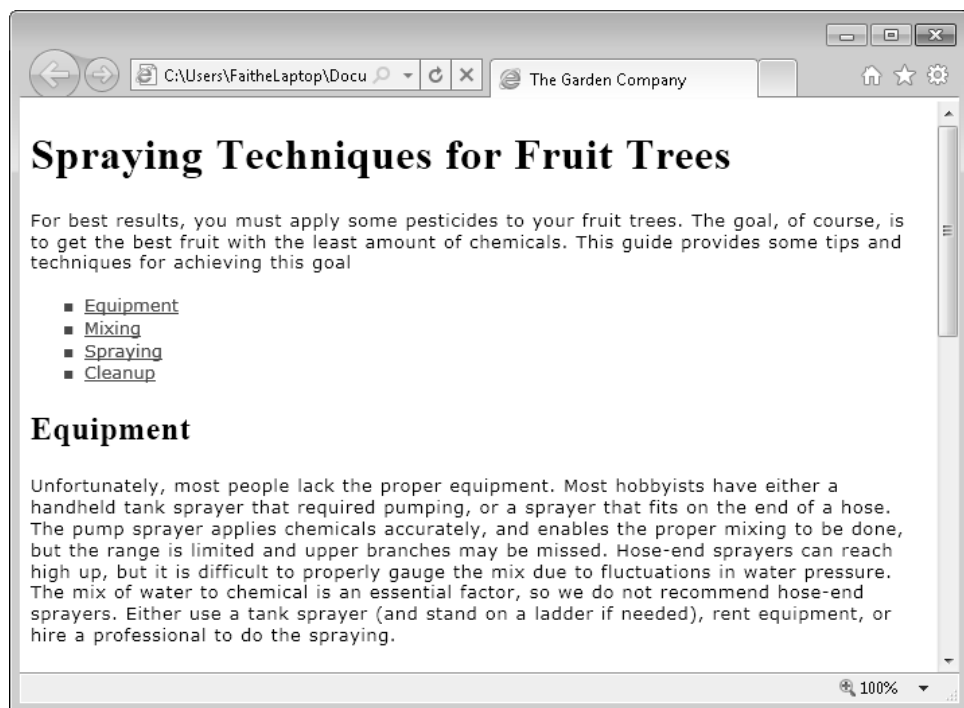 C:\Users\FaitheLaptop\Docu
The Garden Company
Spraying Techniques for Fruit Trees
For best results, you must apply some pesticides to your fruit trees. The goal, of course, is
to get the best fruit with the least amount of chemicals. This guide provides some tips and
techniques for achieving this goal
Equipment
Mixing
Spraying
Cleanup
Equipment
Unfortunately, most people lack the proper equipment. Most hobbyists have either a
handheld tank sprayer that required pumping, or a sprayer that fits on the end of a hose.
The pump sprayer applies chemicals accurately, and enables the proper mixing to be done,
but the range is limited and upper branches may be missed. Hose-end sprayers can reach
high up, but it is difficult to properly gauge the mix due to fluctuations in water pressure.
The mix of water to chemical is an essential factor, so we do not recommend hose-end
sprayers. Either use a tank sprayer (and stand on a ladder if needed), rent equipment, or
hire a professional to do the spraying.
100%